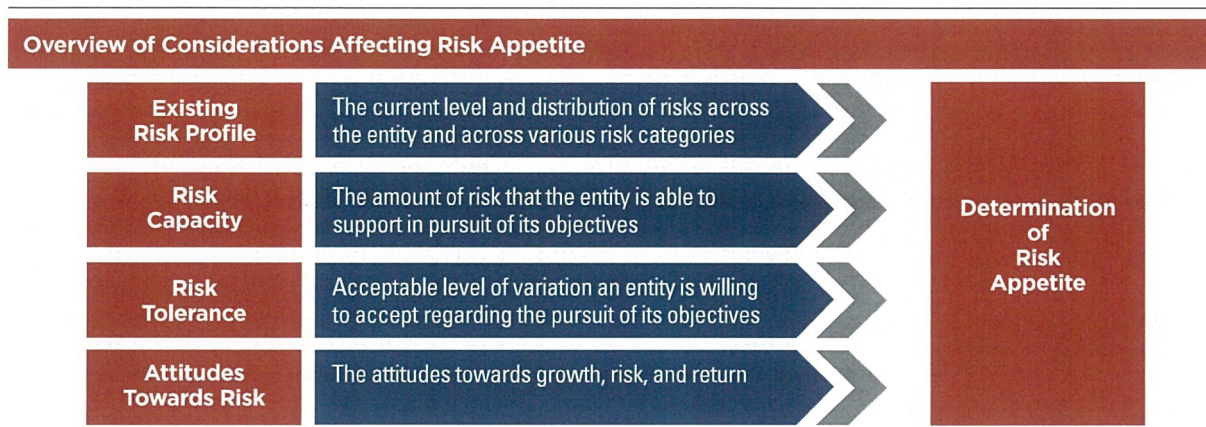 Overview of Considerations Affecting Risk Appetite
Existing
Risk Profile
The current level and distribution of risks across
the entity and across various risk categories
Risk
Capacity
The amount of risk that the entity is able to
support in pursuit of its objectives
Risk
Tolerance
Acceptable level of variation an entity is willing
to accept regarding the pursuit of its objectives
Attitudes
Towards Risk
The attitudes towards growth, risk, and return
Determination
of
Risk
Appetite